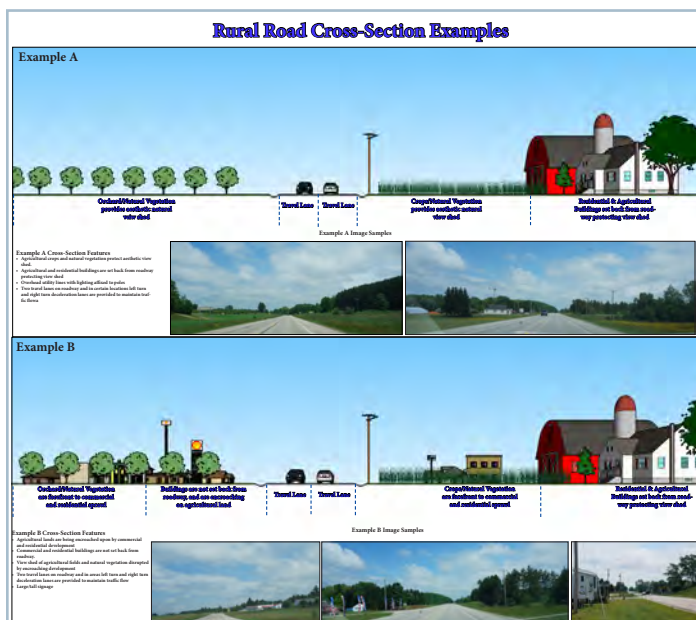 Rural Road Cross-Section Examples
Example A
Orchard/Natural Vegetation
provides aesthetic natural
veiw shed
Travel Lane
Travel Lane
Crops/Natural Vegetation
provides aesthetic natural
view shed
Residential & Agricultural
Buildings set back from road-
way protecting view shed
Example A Image Samples
Example A Cross-Section Features
• Agricultural crops and natural vegetation protect aesthetic view
shed.
• Agricultural and residential buildings are set back from roadway
protecting view shed
• Overhead utility lines with lighting affixed to poles
• Two travel lanes on roadway and in certain locations left turn
and right turn deceleration lanes are provided to maintain traf-
fic flows
Example B
Orchard/Natural Vegetation
are forefront to commercial
and residential sprawl
Buildings are not set back from
roadway, and are encroaching
on agricultural land
Travel Lane
Travel Lane
Crops/Natural Vegetation
are forefront to commercial
and residential sprawl
Residential & Agricultural
Buildings set back from road-
way protecting view shed
Example B Image Samples
Example B Cross-Section Features
• Agricultural lands are being encroached upon by commercial
and residential development
• Commercial and residential buildings are not set back from
roadway.
• View shed of agricultural fields and natural vegetation disrupted
by encroaching development
• Two travel lanes on roadway and in areas left turn and right turn
deceleration lanes are provided to maintain traffic flow
• Large/tall signage